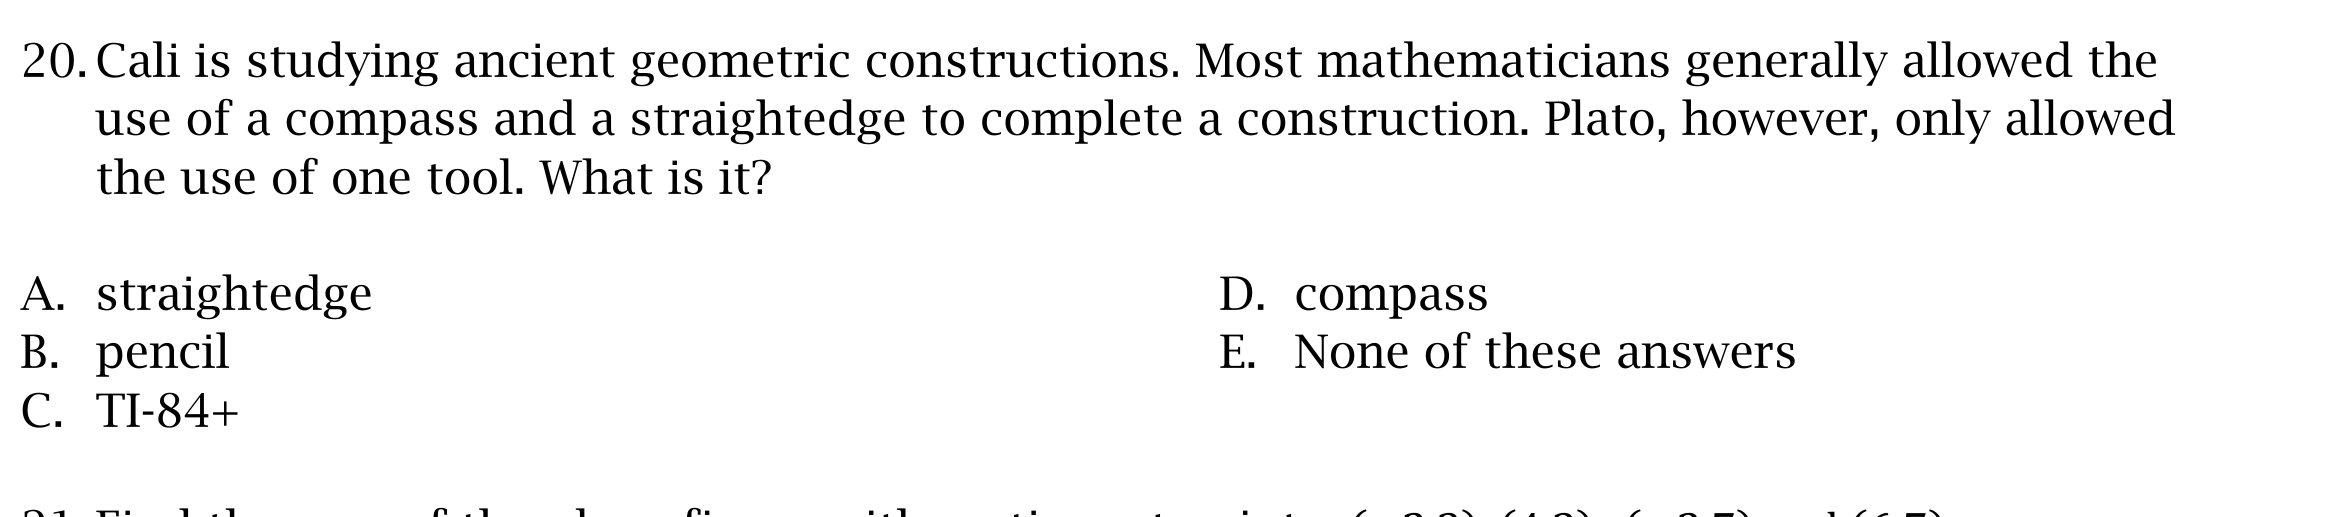 20. Cali is studying ancient geometric constructions. Most mathematicians generally allowed the
use of a compass and a straightedge to complete a construction. Plato, however, only allowed
the use of one tool. What is it?
A. straightedge
B. pencil
C. TI-84+
D. compass
E. None of these answers